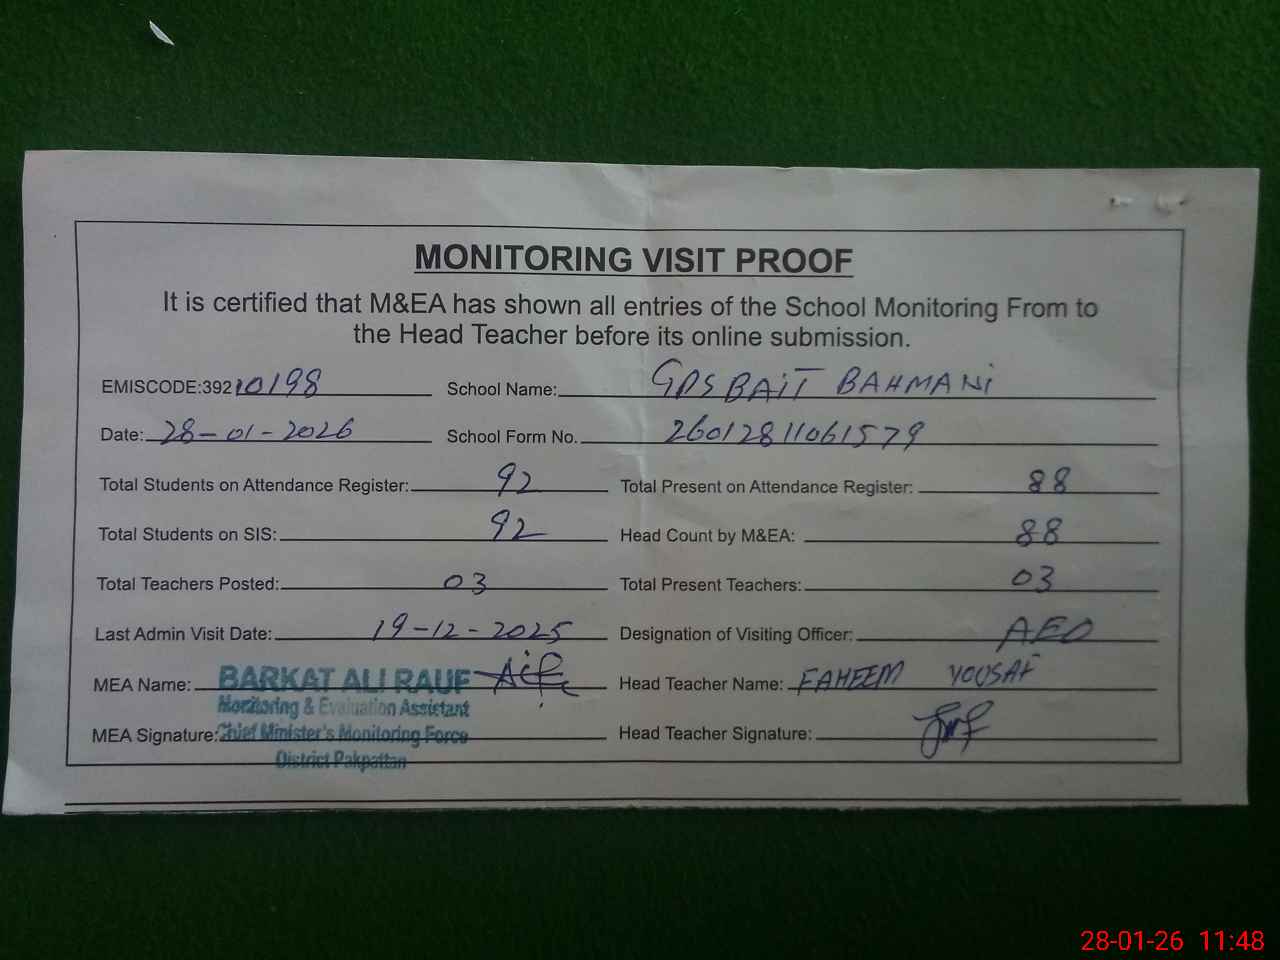 MONITORING VISIT PROOF
It is certified that M&EA has shown all entries of the School Monitoring From to
the Head Teacher before its online submission.
EMISCODE:39210198 School Name: GPS BAIT BAHMANI
Date: 28-01-2026 School Form No. 26012811061579
Total Students on Attendance Register: 92 Total Present on Attendance Register: 88
Total Students on SIS: 92 Head Count by M&EA: 88
Total Teachers Posted: 03 Total Present Teachers: 03
Last Admin Visit Date: 19-12-2025 Designation of Visiting Officer: AEO
MEA Name: BARKAT ALI RAUF Head Teacher Name: FAHEEM YOUSAF
Monitoring & Evaluation Assistant
MEA Signature: Chief Minister's Monitoring Force Head Teacher Signature:
District Pakpattan
28-01-26 11:48